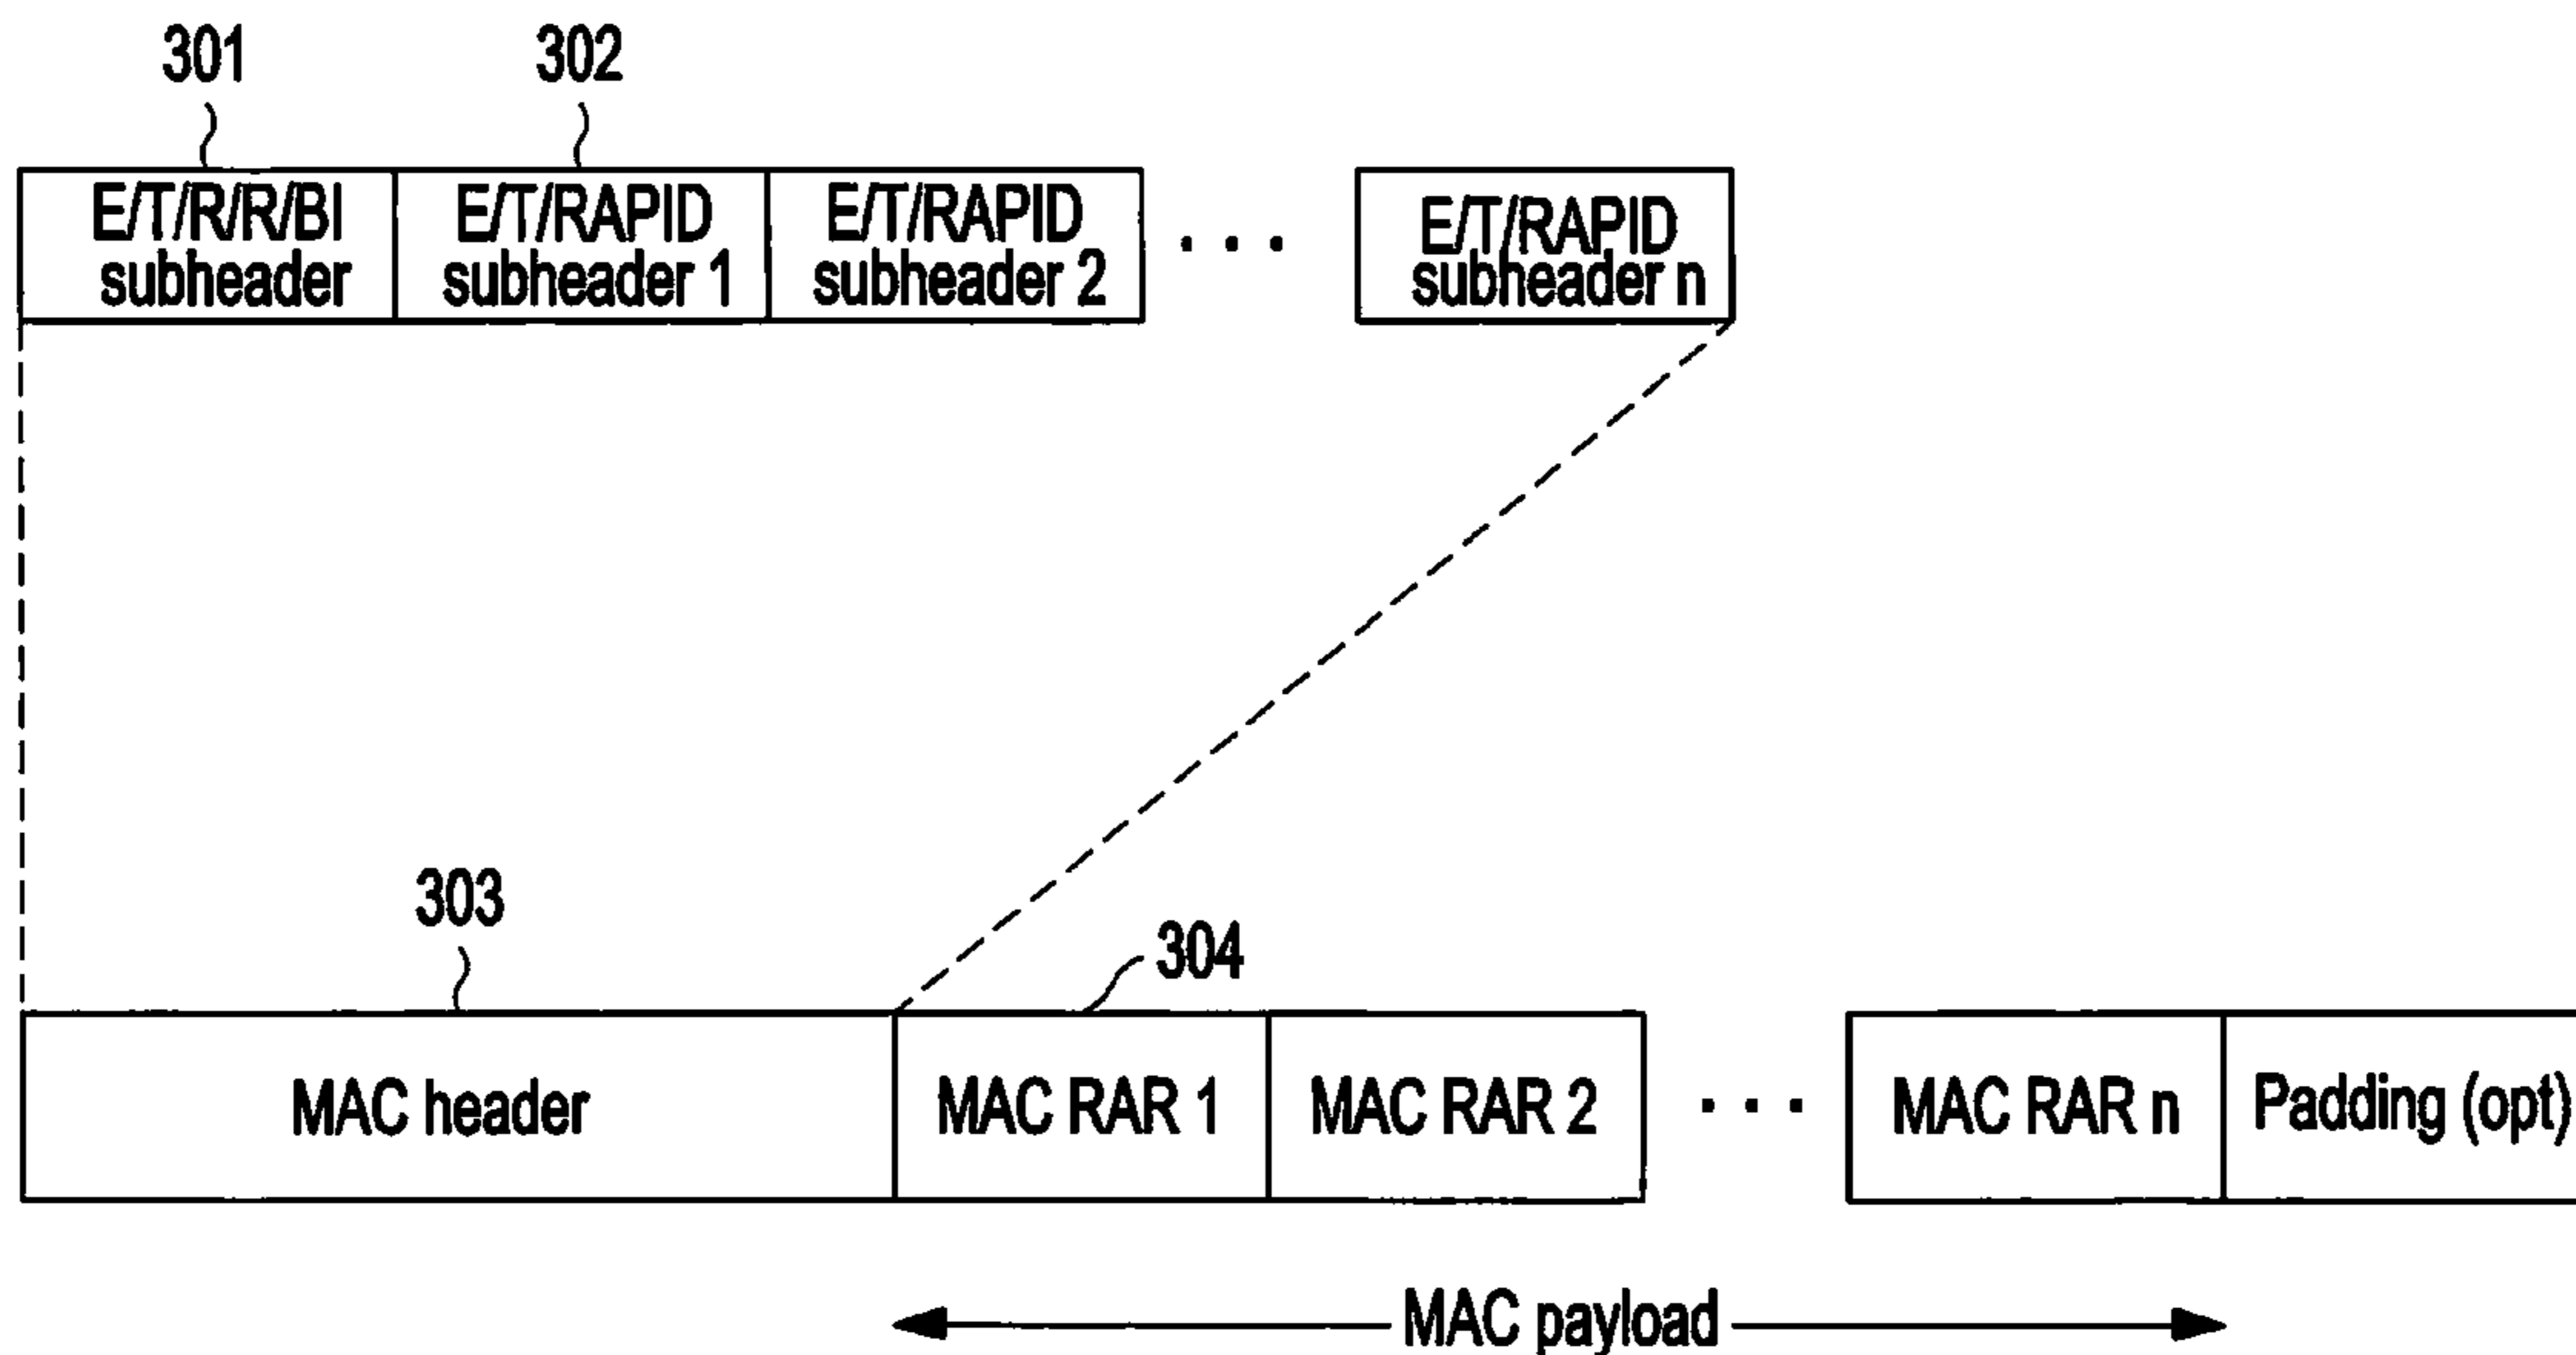 301
302
E/T/R/R/BI
subheader
E/T/RAPID
subheader 1
E/T/RAPID
subheader 2
. . .
E/T/RAPID
subheader n
303
304
MAC header
MAC RAR 1
MAC RAR 2
. . .
MAC RAR n
Padding (opt)
MAC payload